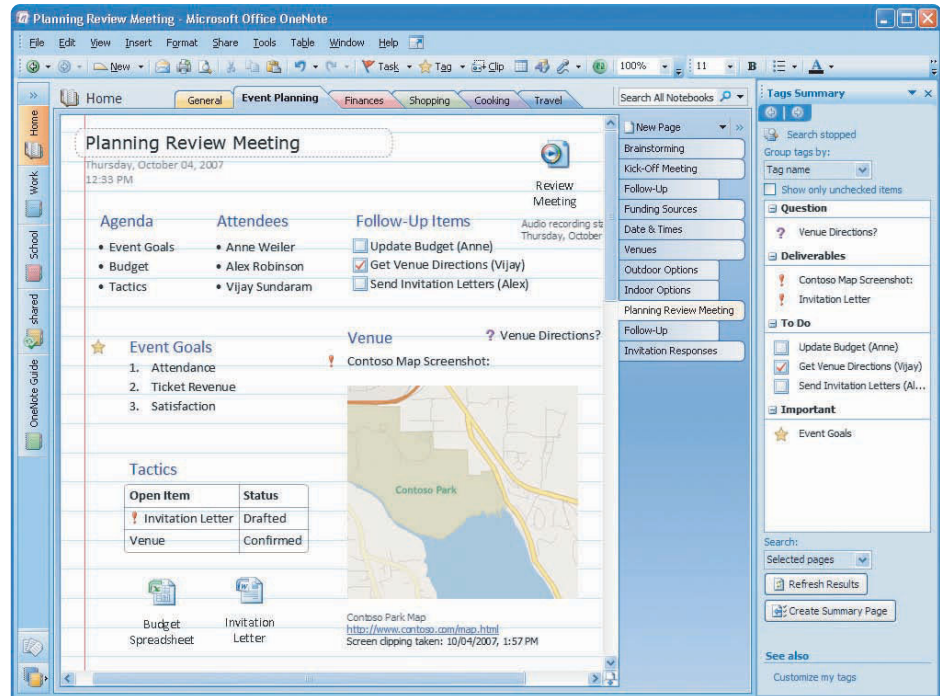 Planning Review Meeting - Microsoft Office OneNote
File Edit View Insert Format Share Tools Table Window Help
New Task Tag Clip 100% 11 B A
Home General Event Planning Finances Shopping Cooking Travel Search All Notebooks
Home
Work
School
shared
OneNote Guide
Planning Review Meeting
Thursday, October 04, 2007
12:33 PM
Review
Meeting
Audio recording sta
Thursday, October
Agenda
• Event Goals
• Budget
• Tactics
Attendees
• Anne Weiler
• Alex Robinson
• Vijay Sundaram
Follow-Up Items
Update Budget (Anne)
Get Venue Directions (Vijay)
Send Invitation Letters (Alex)
Event Goals
1. Attendance
2. Ticket Revenue
3. Satisfaction
Venue
? Venue Directions?
Contoso Map Screenshot:
Contoso Park
Tactics
Open Item Status
Invitation Letter Drafted
Venue Confirmed
Budget
Spreadsheet
Invitation
Letter
Contoso Park Map
http://www.contoso.com/map.html
Screen clipping taken: 10/04/2007, 1:57 PM
New Page
Brainstorming
Kick-Off Meeting
Follow-Up
Funding Sources
Date & Times
Venues
Outdoor Options
Indoor Options
Planning Review Meeting
Follow-Up
Invitation Responses
Tags Summary
Search stopped
Group tags by:
Tag name
Show only unchecked items
Question
? Venue Directions?
Deliverables
Contoso Map Screenshot:
Invitation Letter
To Do
Update Budget (Anne)
Get Venue Directions (Vijay)
Send Invitation Letters (Al...
Important
Event Goals
Search:
Selected pages
Refresh Results
Create Summary Page
See also
Customize my tags